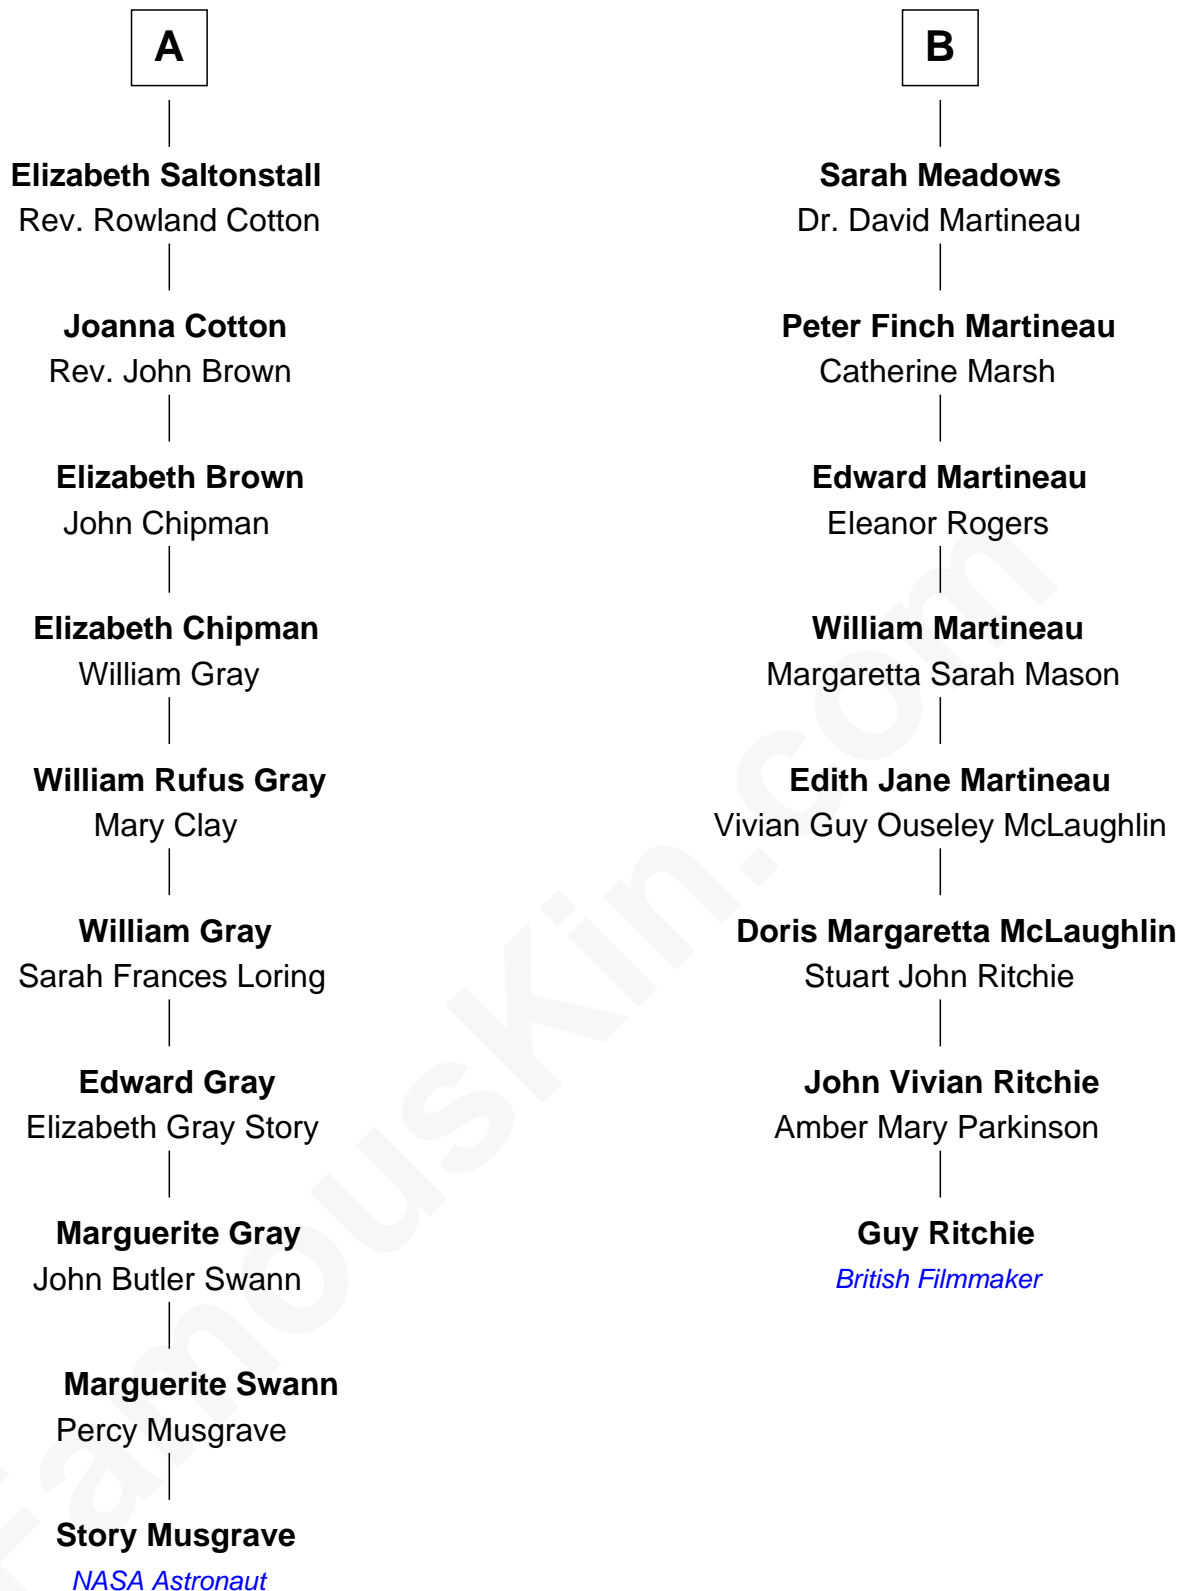 A
Elizabeth Saltonstall
Rev. Rowland Cotton
Joanna Cotton
Rev. John Brown
Elizabeth Brown
John Chipman
Elizabeth Chipman
William Gray
William Rufus Gray
Mary Clay
William Gray
Sarah Frances Loring
Edward Gray
Elizabeth Gray Story
Marguerite Gray
John Butler Swann
Marguerite Swann
Percy Musgrave
Story Musgrave
NASA Astronaut
B
Sarah Meadows
Dr. David Martineau
Peter Finch Martineau
Catherine Marsh
Edward Martineau
Eleanor Rogers
William Martineau
Margaretta Sarah Mason
Edith Jane Martineau
Vivian Guy Ouseley McLaughlin
Doris Margaretta McLaughlin
Stuart John Ritchie
John Vivian Ritchie
Amber Mary Parkinson
Guy Ritchie
British Filmmaker
FamousKin.com